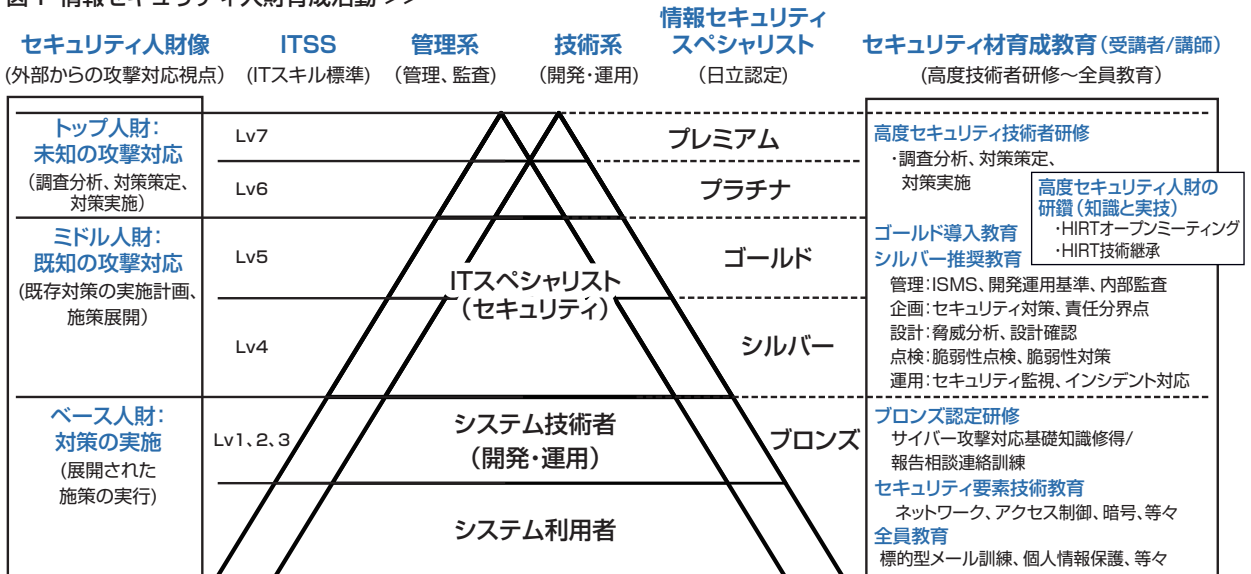 セキュリティ人財像
(外部からの攻撃対応視点)
ITSS
(ITスキル標準)
管理系
(管理、監査)
技術系
(開発・運用)
情報セキュリティ
スペシャリスト
(日立認定)
セキュリティ材育成教育(受講者/講師)
(高度技術者研修~全員教育)
トップ人財:
未知の攻撃対応
(調査分析、対策策定、
対策実施)
Lv7
プレミアム
Lv6
プラチナ
高度セキュリティ技術者研修
・調査分析、対策策定、
対策実施
高度セキュリティ人財の
研鑽(知識と実技)
・HIRTオープンミーティング
・HIRT技術継承
ミドル人財:
既知の攻撃対応
(既存対策の実施計画、
施策展開)
Lv5
ゴールド
Lv4
シルバー
ITスペシャリスト
(セキュリティ)
ゴールド導入教育
シルバー推奨教育
管理:ISMS、開発運用基準、内部監査
企画:セキュリティ対策、責任分界点
設計:脅威分析、設計確認
点検:脆弱性点検、脆弱性対策
運用:セキュリティ監視、インシデント対応
ベース人財:
対策の実施
(展開された
施策の実行)
Lv1、2、3
システム技術者
(開発・運用)
ブロンズ
システム利用者
ブロンズ認定研修
サイバー攻撃対応基礎知識修得/
報告相談連絡訓練
セキュリティ要素技術教育
ネットワーク、アクセス制御、暗号、等々
全員教育
標的型メール訓練、個人情報保護、等々